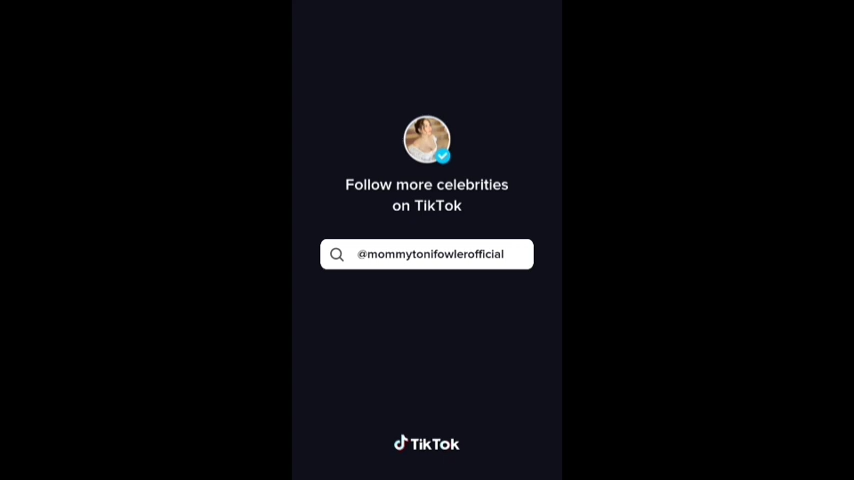 Follow more celebrities
on TikTok
@mommytonifowlerofficial
TikTok